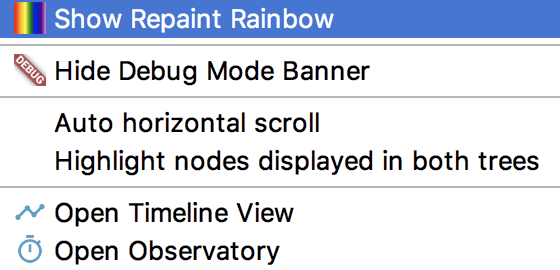 Show Repaint Rainbow
DEBUG
Hide Debug Mode Banner
Auto horizontal scroll
Highlight nodes displayed in both trees
Open Timeline View
Open Observatory